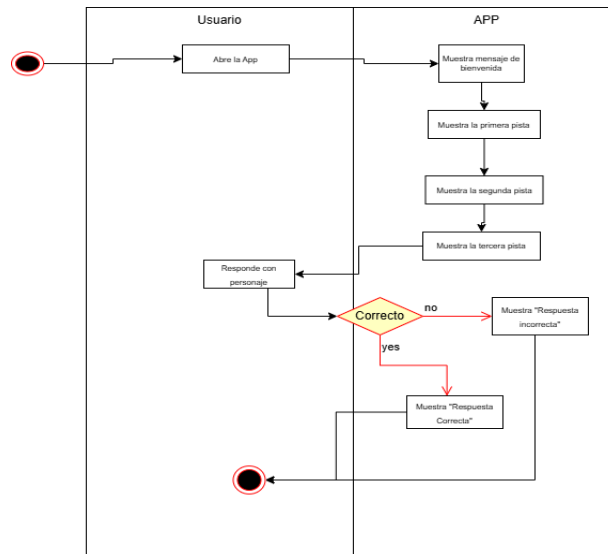 Usuario
APP
Abre la App
Muestra mensaje de
bienvenida
Muestra la primera pista
Muestra la segunda pista
Muestra la tercera pista
Responde con
personaje
Correcto
no
yes
Muestra "Respuesta
incorrecta"
Muestra "Respuesta
Correcta"